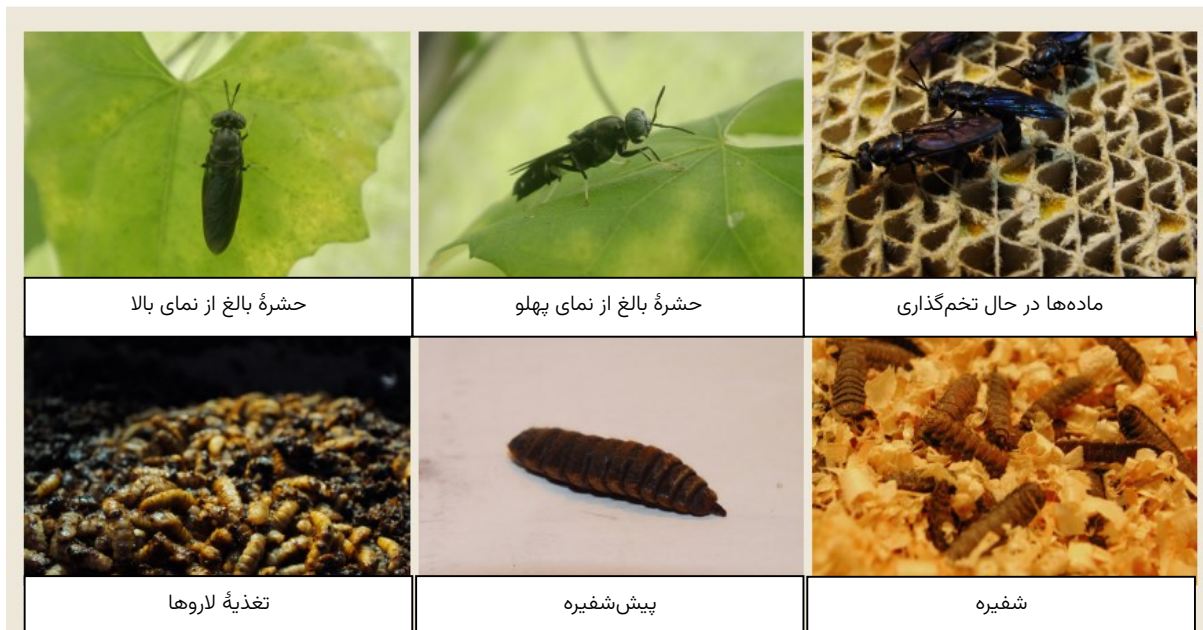 حشرهٔ بالغ از نمای بالا
حشرهٔ بالغ از نمای پهلو
ماده‌ها در حال تخم‌گذاری
تغذیهٔ لاروها
پیش‌شفیره
شفیره